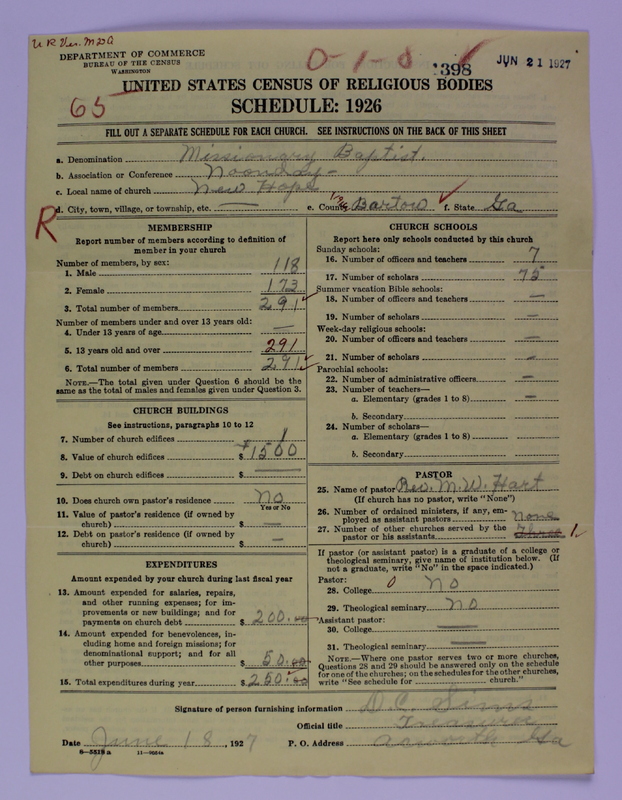 U R Ver. MDA
DEPARTMENT OF COMMERCE
BUREAU OF THE CENSUS
WASHINGTON
0-1-0
1398
JUN 21 1927
UNITED STATES CENSUS OF RELIGIOUS BODIES
65
SCHEDULE: 1926
FILL OUT A SEPARATE SCHEDULE FOR EACH CHURCH. SEE INSTRUCTIONS ON THE BACK OF THIS SHEET
a. Denomination Missionary Baptist.
b. Association or Conference Noonday-
c. Local name of church New Hope
d. City, town, village, or township, etc. — e. County Bartow f. State Ga
R
MEMBERSHIP
Report number of members according to definition of
member in your church
Number of members, by sex:
1. Male 118
2. Female 173
3. Total number of members 291
Number of members under and over 13 years old:
4. Under 13 years of age —
5. 13 years old and over 291
6. Total number of members 291
NOTE.—The total given under Question 6 should be the
same as the total of males and females given under Question 3.
CHURCH BUILDINGS
See instructions, paragraphs 10 to 12
7. Number of church edifices 1
8. Value of church edifices $1500
9. Debt on church edifices $ —
10. Does church own pastor's residence No
Yes or No
11. Value of pastor's residence (if owned by
church) $ —
12. Debt on pastor's residence (if owned by
church) $ —
EXPENDITURES
Amount expended by your church during last fiscal year
13. Amount expended for salaries, repairs,
and other running expenses; for im-
provements or new buildings; and for
payments on church debt $ 200.00
14. Amount expended for benevolences, in-
cluding home and foreign missions; for
denominational support; and for all
other purposes $ 50.00
15. Total expenditures during year $ 250.00
CHURCH SCHOOLS
Report here only schools conducted by this church
Sunday schools:
16. Number of officers and teachers 7
17. Number of scholars 75
Summer vacation Bible schools:
18. Number of officers and teachers —
19. Number of scholars —
Week-day religious schools:
20. Number of officers and teachers —
21. Number of scholars —
Parochial schools:
22. Number of administrative officers —
23. Number of teachers—
a. Elementary (grades 1 to 8) —
b. Secondary
24. Number of scholars—
a. Elementary (grades 1 to 8)
b. Secondary
PASTOR
25. Name of pastor Rev. M. W. Hart
(If church has no pastor, write "None")
26. Number of ordained ministers, if any, em-
ployed as assistant pastors None
27. Number of other churches served by the
pastor or his assistants Three 1
If pastor (or assistant pastor) is a graduate of a college or
theological seminary, give name of institution below. (If
not a graduate, write "No" in the space indicated.)
Pastor:
28. College 0 No
29. Theological seminary No
Assistant pastor:
30. College —
31. Theological seminary —
NOTE.—Where one pastor serves two or more churches,
Questions 28 and 29 should be answered only on the schedule
for one of the churches; on the schedules for the other churches,
write "See schedule for church."
Signature of person furnishing information D. C. Sims
Official title Treasurer
Date June 18, 1927 P. O. Address Acworth Ga
8-5519a 11-9264a